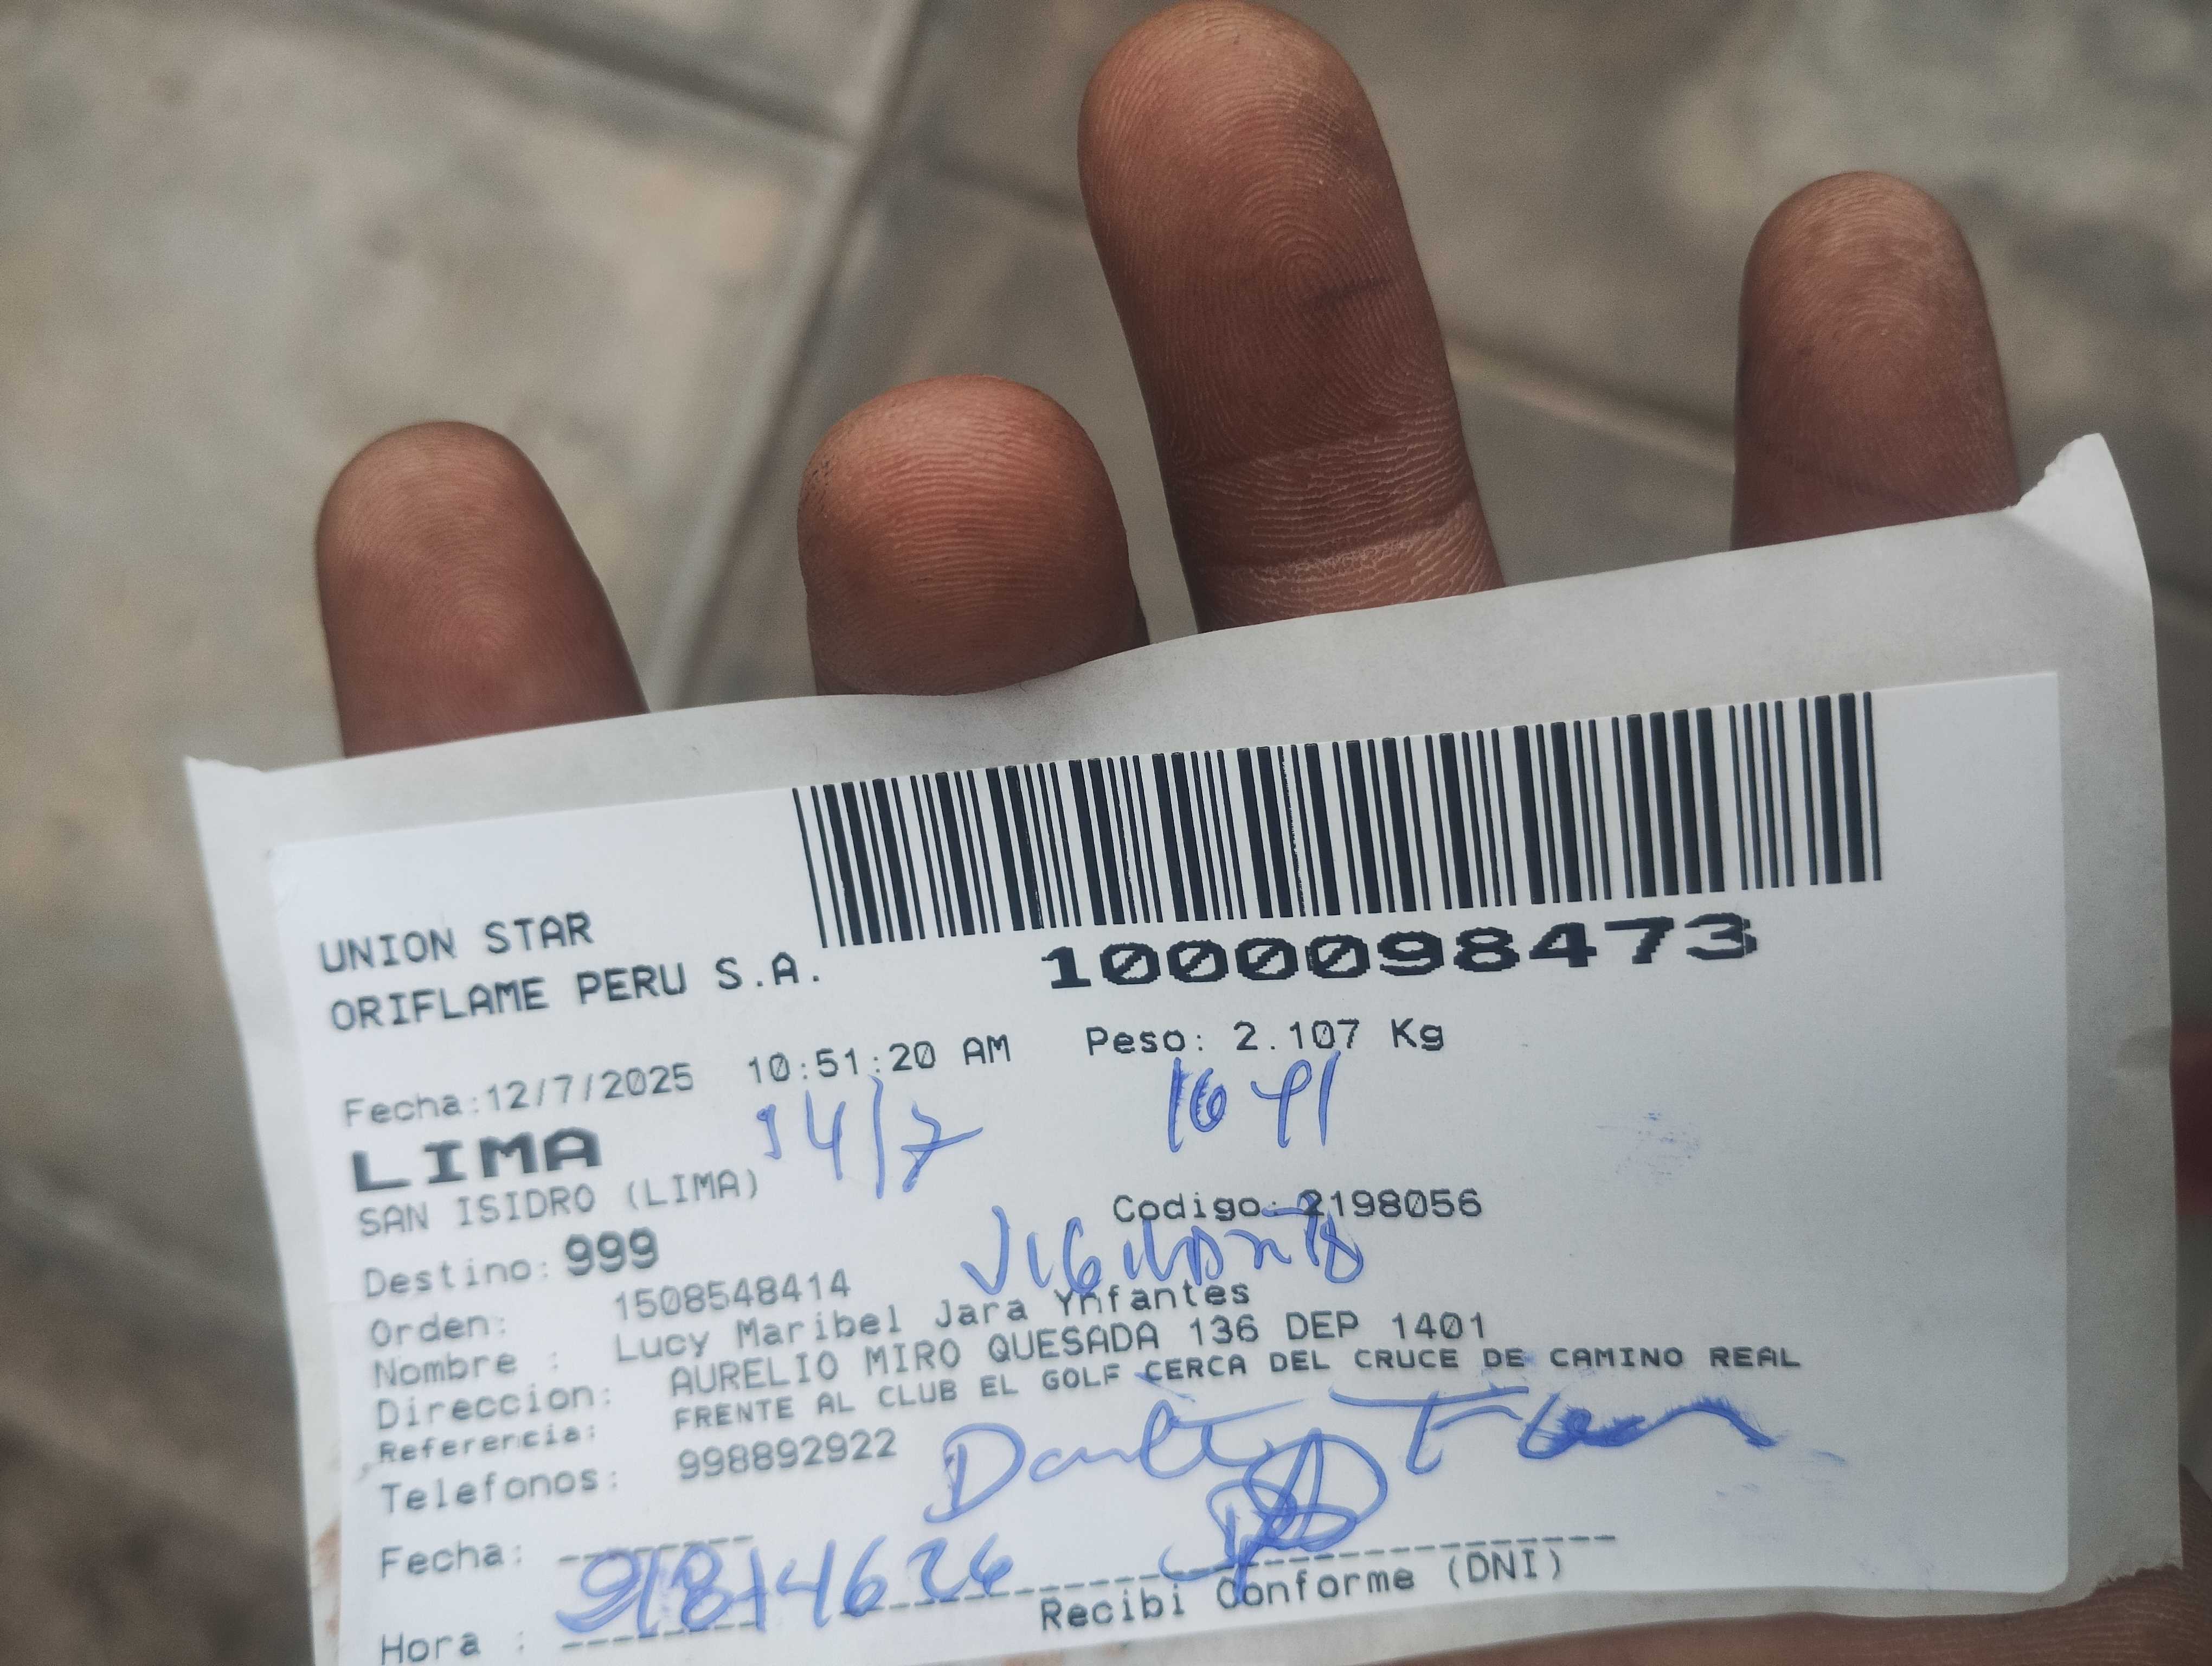 1000098473
UNION STAR
ORIFLAME PERU S.A.
Fecha:12/7/2025 10:51:20 AM Peso: 2.107 Kg
LIMA 14/7
SAN ISIDRO (LIMA)
Codigo: 2198056
Destino: 999 Vigilante
Orden: 1508548414
Nombre : Lucy Maribel Jara Ynfantes
Direccion: AURELIO MIRO QUESADA 136 DEP 1401
Referencia: FRENTE AL CLUB EL GOLF CERCA DEL CRUCE DE CAMINO REAL
Telefonos: 998892922
Fecha:
Recibi Conforme (DNI)
Hora :